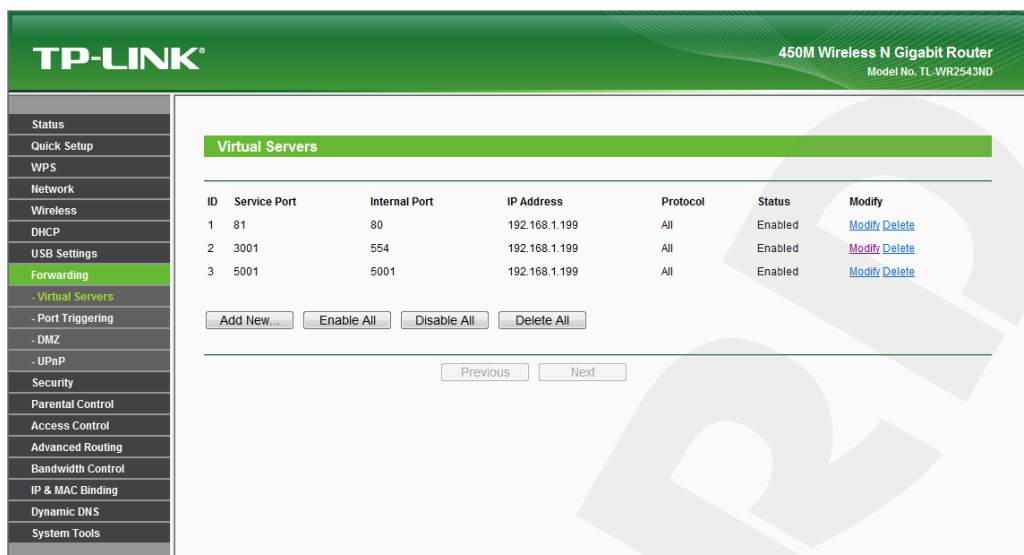 TP-LINK®
450M Wireless N Gigabit Router
Model No. TL-WR2543ND
Status
Quick Setup
WPS
Network
Wireless
DHCP
USB Settings
Forwarding
- Virtual Servers
- Port Triggering
- DMZ
- UPnP
Security
Parental Control
Access Control
Advanced Routing
Bandwidth Control
IP & MAC Binding
Dynamic DNS
System Tools
Virtual Servers
ID Service Port Internal Port IP Address Protocol Status Modify
1 81 80 192.168.1.199 All Enabled Modify Delete
2 3001 554 192.168.1.199 All Enabled Modify Delete
3 5001 5001 192.168.1.199 All Enabled Modify Delete
Add New... Enable All Disable All Delete All
Previous Next